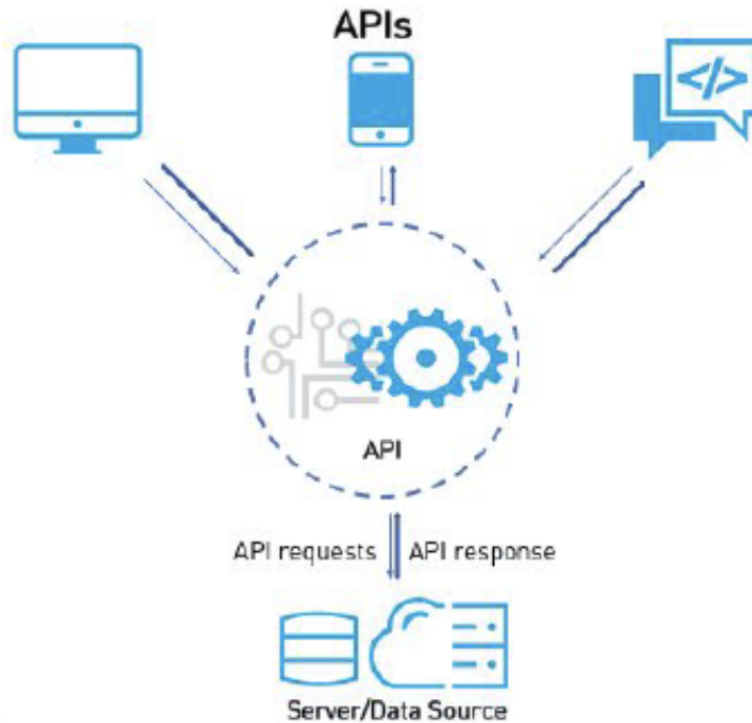 APIs
</>
API
API requests API response
Server/Data Source